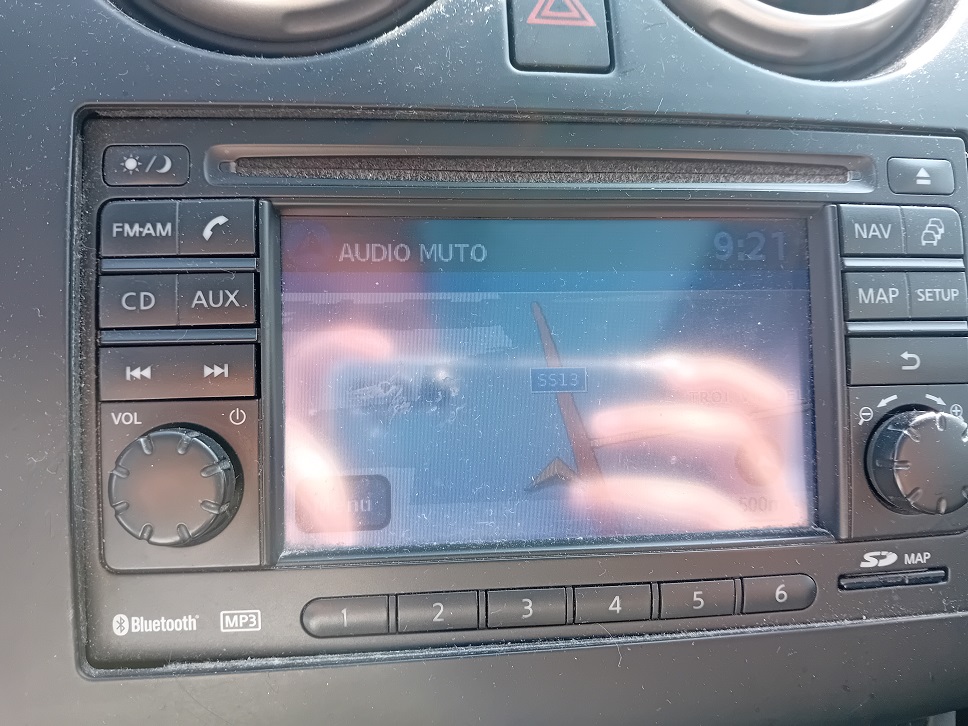 FM·AM
CD AUX
VOL
AUDIO MUTO 9:21
SS13
NAV
MAP SETUP
SD MAP
Bluetooth MP3
1 2 3 4 5 6